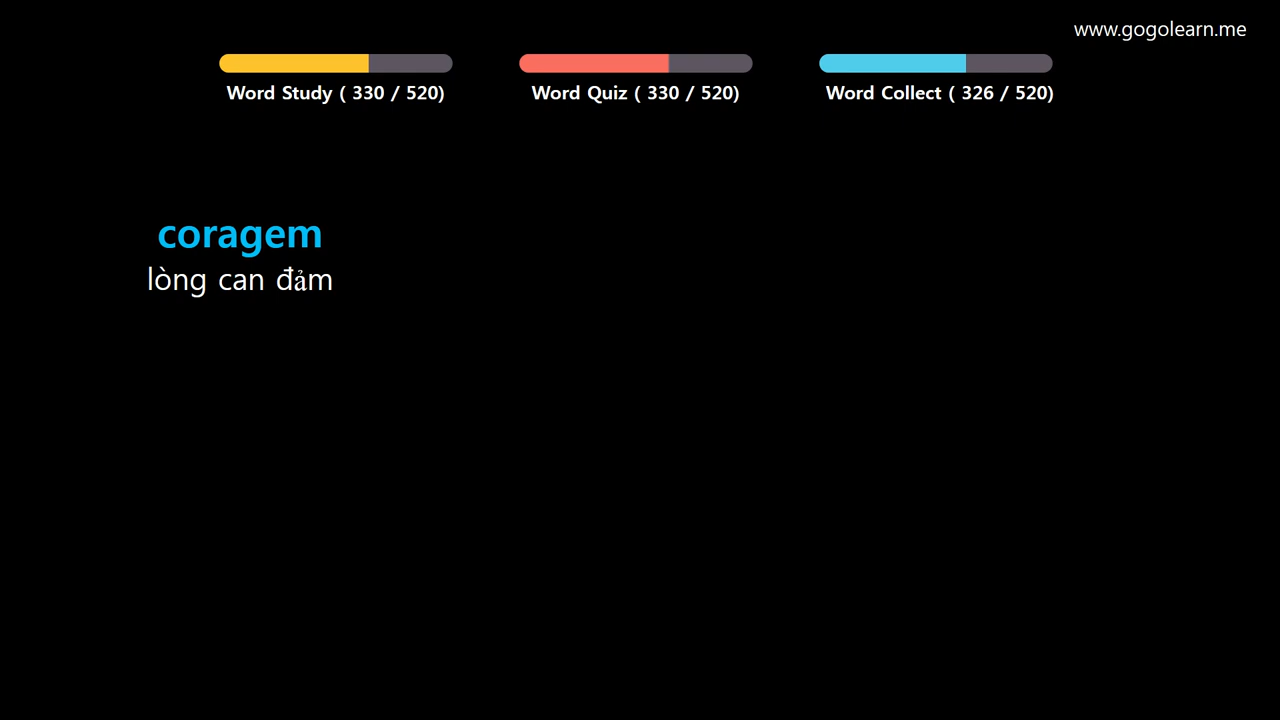 www.gogolearn.me
Word Study ( 330 / 520)
Word Quiz ( 330 / 520)
Word Collect ( 326 / 520)
coragem
lòng can đảm